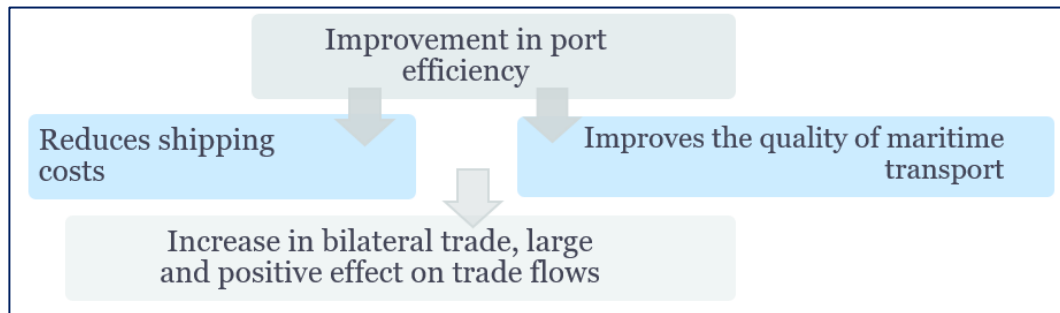 Improvement in port
efficiency
Reduces shipping
costs
Improves the quality of maritime
transport
Increase in bilateral trade, large
and positive effect on trade flows